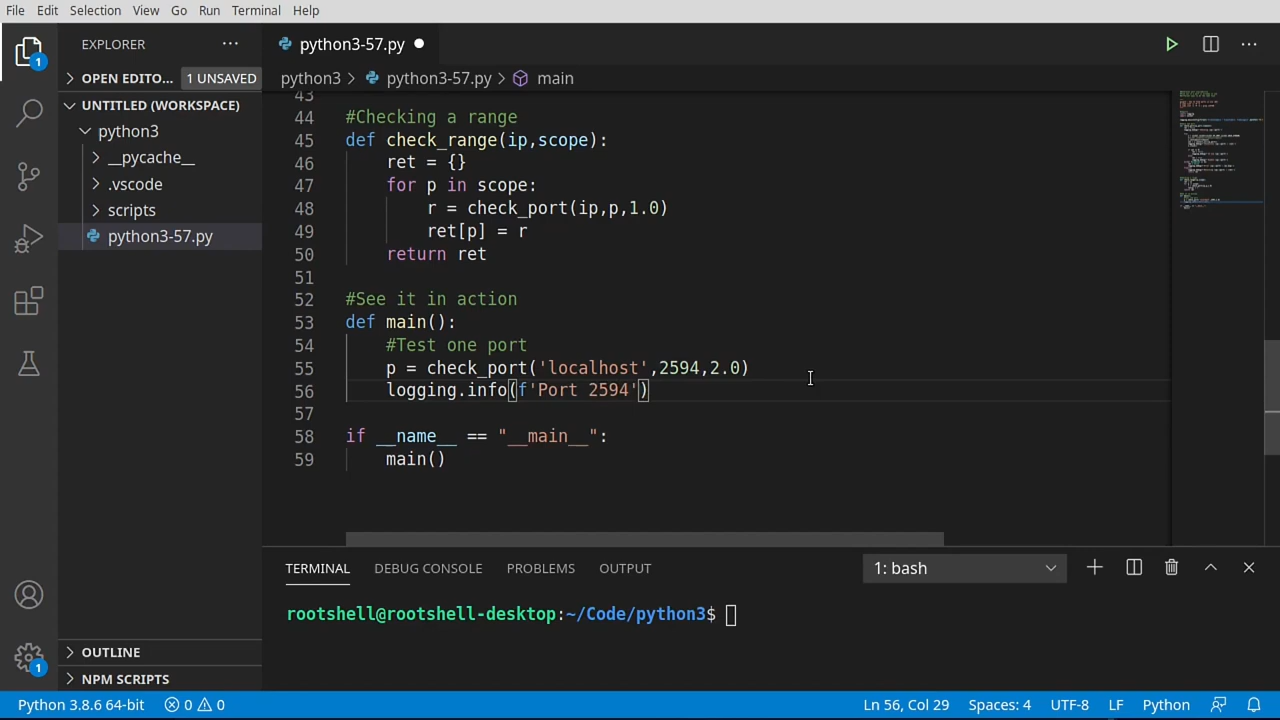 File Edit Selection View Go Run Terminal Help
EXPLORER
python3-57.py
OPEN EDITO... 1 UNSAVED
python3 > python3-57.py > main
UNTITLED (WORKSPACE)
python3
__pycache__
.vscode
scripts
python3-57.py
43
44 #Checking a range
45 def check_range(ip,scope):
46 ret = {}
47 for p in scope:
48 r = check_port(ip,p,1.0)
49 ret[p] = r
50 return ret
51
52 #See it in action
53 def main():
54 #Test one port
55 p = check_port('localhost',2594,2.0)
56 logging.info(f'Port 2594')
57
58 if __name__ == "__main__":
59 main()
TERMINAL DEBUG CONSOLE PROBLEMS OUTPUT 1: bash
rootshell@rootshell-desktop:~/Code/python3$
OUTLINE
NPM SCRIPTS
1
1
Python 3.8.6 64-bit 0 0 Ln 56, Col 29 Spaces: 4 UTF-8 LF Python